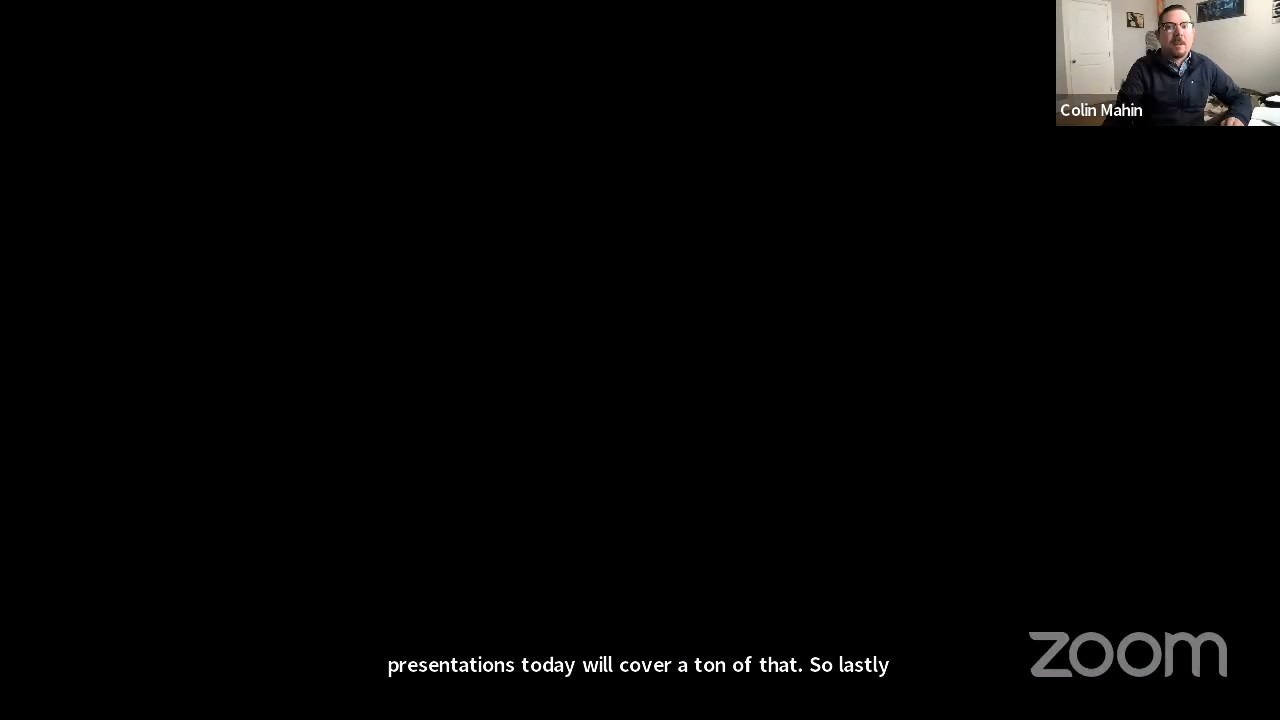 Colin Mahin
presentations today will cover a ton of that. So lastly
zoom